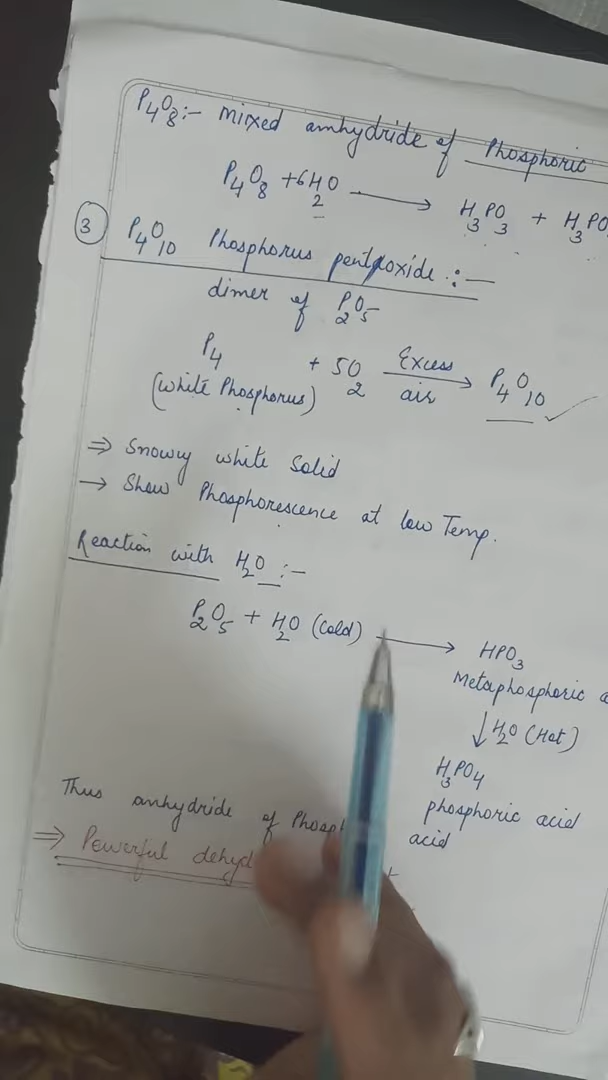 P4O8:- Mixed anhydride of Phosphoric
P4O8 + 6H2O ⟶ H3PO3 + H3PO
③ P4O10 Phosphorus pentpoxide :—
dimer of P2O5
P4 + 5O2 Excess air ⟶ P4O10 ✓
(White Phosphorus)
⇒ Snowy white Solid
→ Show Phosphorescence at low Temp.
Reaction with H2O :-
P2O5 + H2O (Cold) ⟶ HPO3
Metaphosphoric
↓ H2O (Hot)
H3PO4
phosphoric acid
Thus anhydride of Phosp acid
⇒ Powerful dehyd